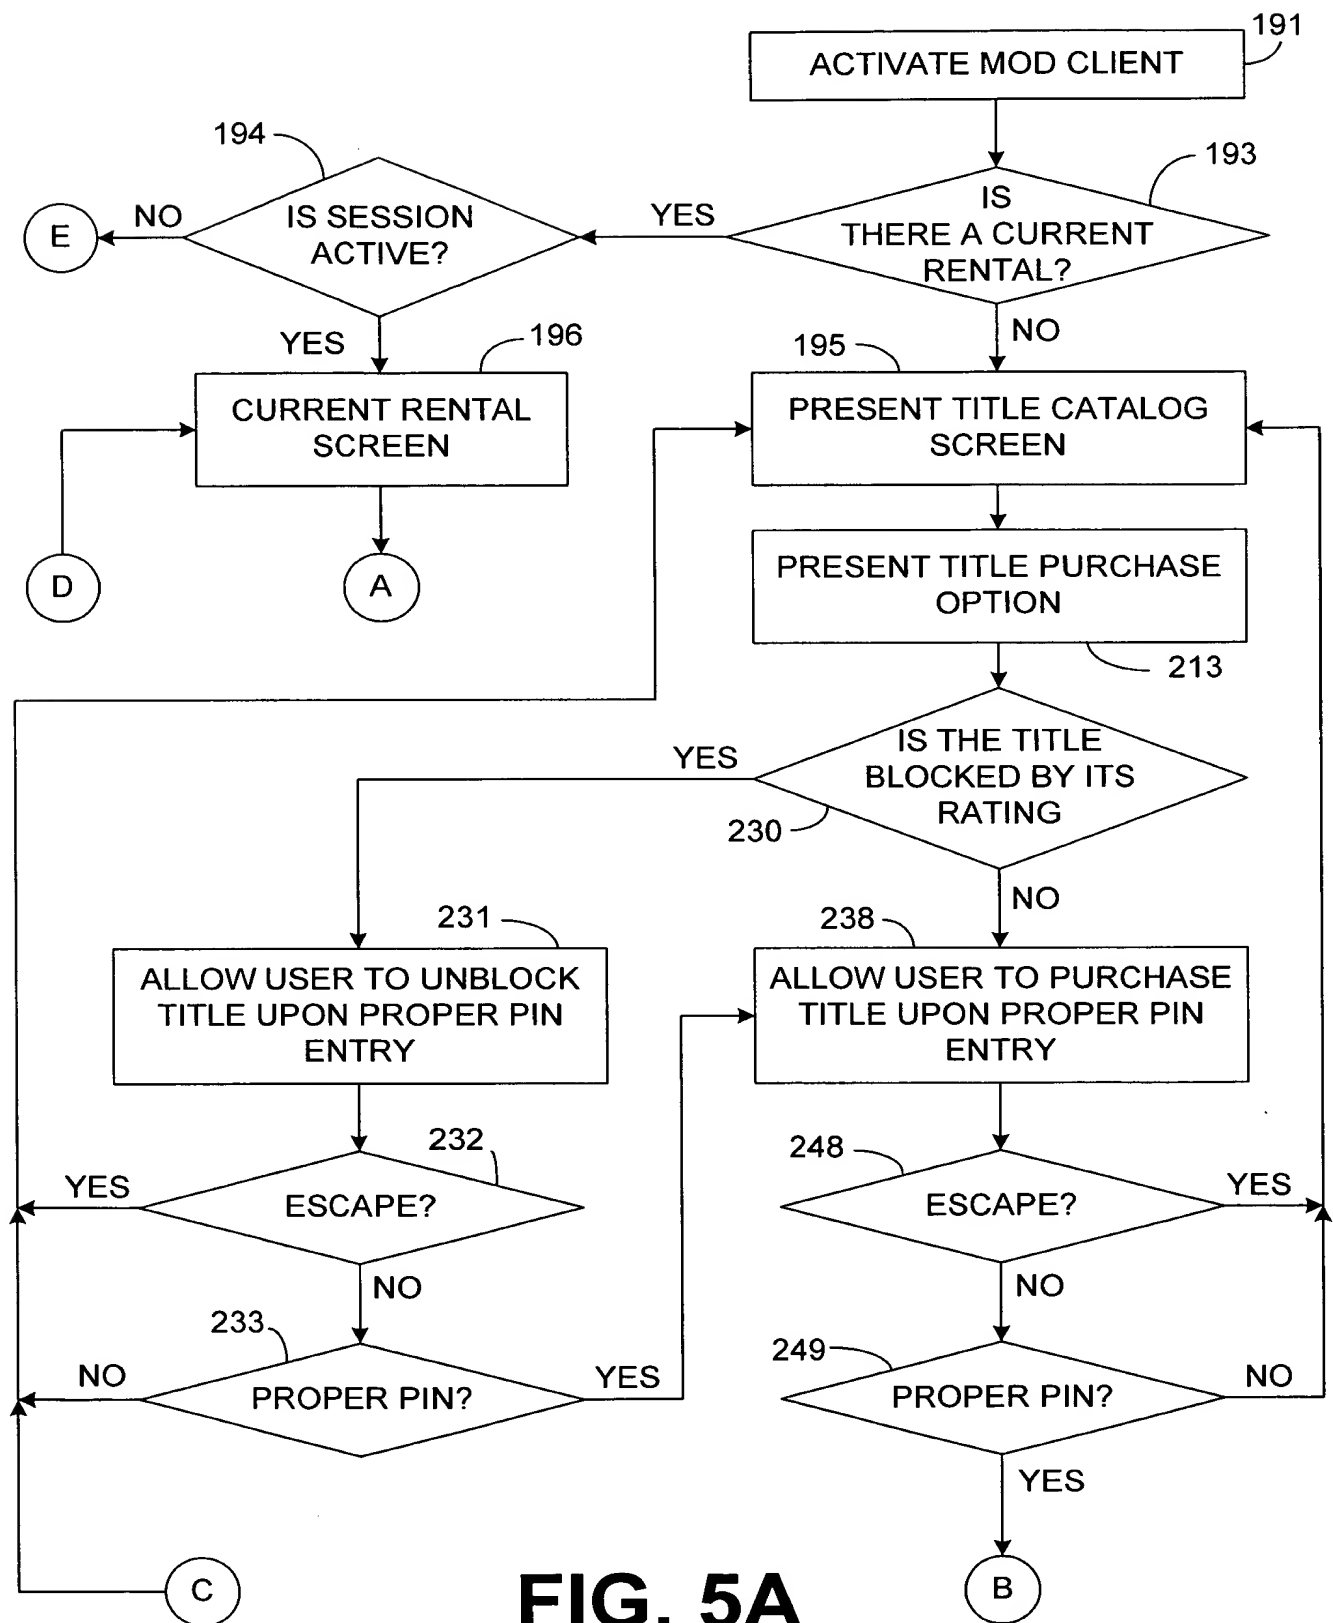 191
ACTIVATE MOD CLIENT
194
193
IS
THERE A CURRENT
RENTAL?
YES
IS SESSION
ACTIVE?
NO
E
YES
NO
196
195
CURRENT RENTAL
SCREEN
PRESENT TITLE CATALOG
SCREEN
D
A
PRESENT TITLE PURCHASE
OPTION
213
IS THE TITLE
BLOCKED BY ITS
RATING
YES
230
NO
231
238
ALLOW USER TO UNBLOCK
TITLE UPON PROPER PIN
ENTRY
ALLOW USER TO PURCHASE
TITLE UPON PROPER PIN
ENTRY
232
248
YES
ESCAPE?
ESCAPE?
YES
NO
NO
233
249
NO
PROPER PIN?
YES
PROPER PIN?
NO
YES
C
B
FIG. 5A